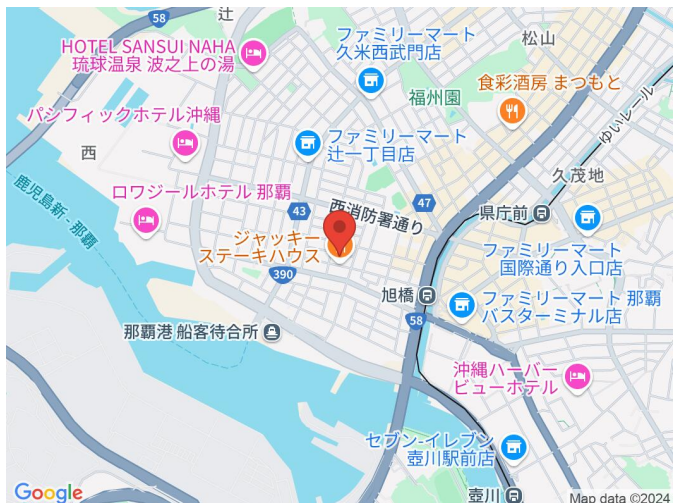 58
辻
ファミリーマート
久米西武門店
松山
HOTEL SANSUI NAHA
琉球温泉 波之上の湯
福州園
食彩酒房 まつもと
ゆいレール
パシフィックホテル沖縄
ファミリーマート
辻一丁目店
西
久茂地
ロワジールホテル 那覇
43
西消防署通り
47
県庁前
鹿児島新 - 那覇
ジャッキー
ステーキハウス
ファミリーマート
国際通り入口店
390
旭橋
ファミリーマート 那覇
バスターミナル店
58
那覇港 船客待合所
沖縄ハーバー
ビューホテル
セブン-イレブン
壺川駅前店
壺川
Google
Map data ©2024